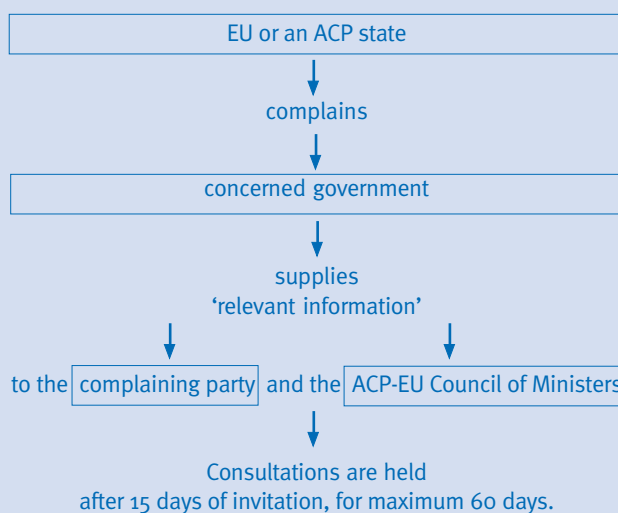 EU or an ACP state
complains
concerned government
supplies
‘relevant information’
to the complaining party and the ACP-EU Council of Ministers
Consultations are held
after 15 days of invitation, for maximum 60 days.